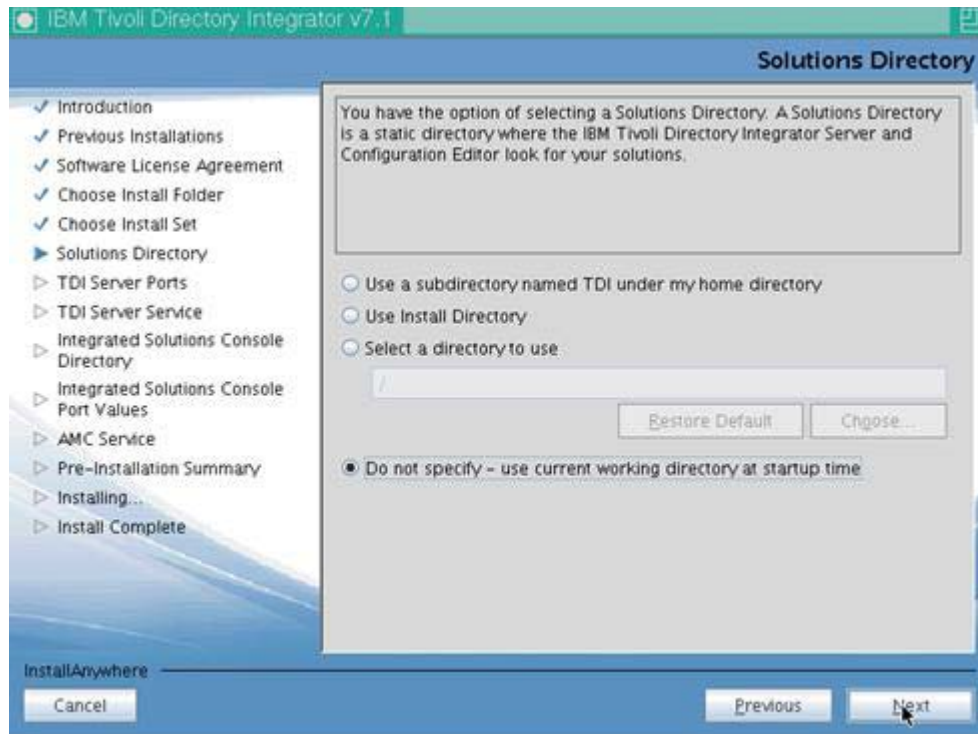 IBM Tivoli Directory Integrator v7.1
Solutions Directory
Introduction
Previous Installations
Software License Agreement
Choose Install Folder
Choose Install Set
Solutions Directory
TDI Server Ports
TDI Server Service
Integrated Solutions Console
Directory
Integrated Solutions Console
Port Values
AMC Service
Pre-Installation Summary
Installing...
Install Complete
You have the option of selecting a Solutions Directory. A Solutions Directory
is a static directory where the IBM Tivoli Directory Integrator Server and
Configuration Editor look for your solutions.
Use a subdirectory named TDI under my home directory
Use Install Directory
Select a directory to use
/
Restore Default Choose...
Do not specify - use current working directory at startup time
InstallAnywhere
Cancel Previous Next